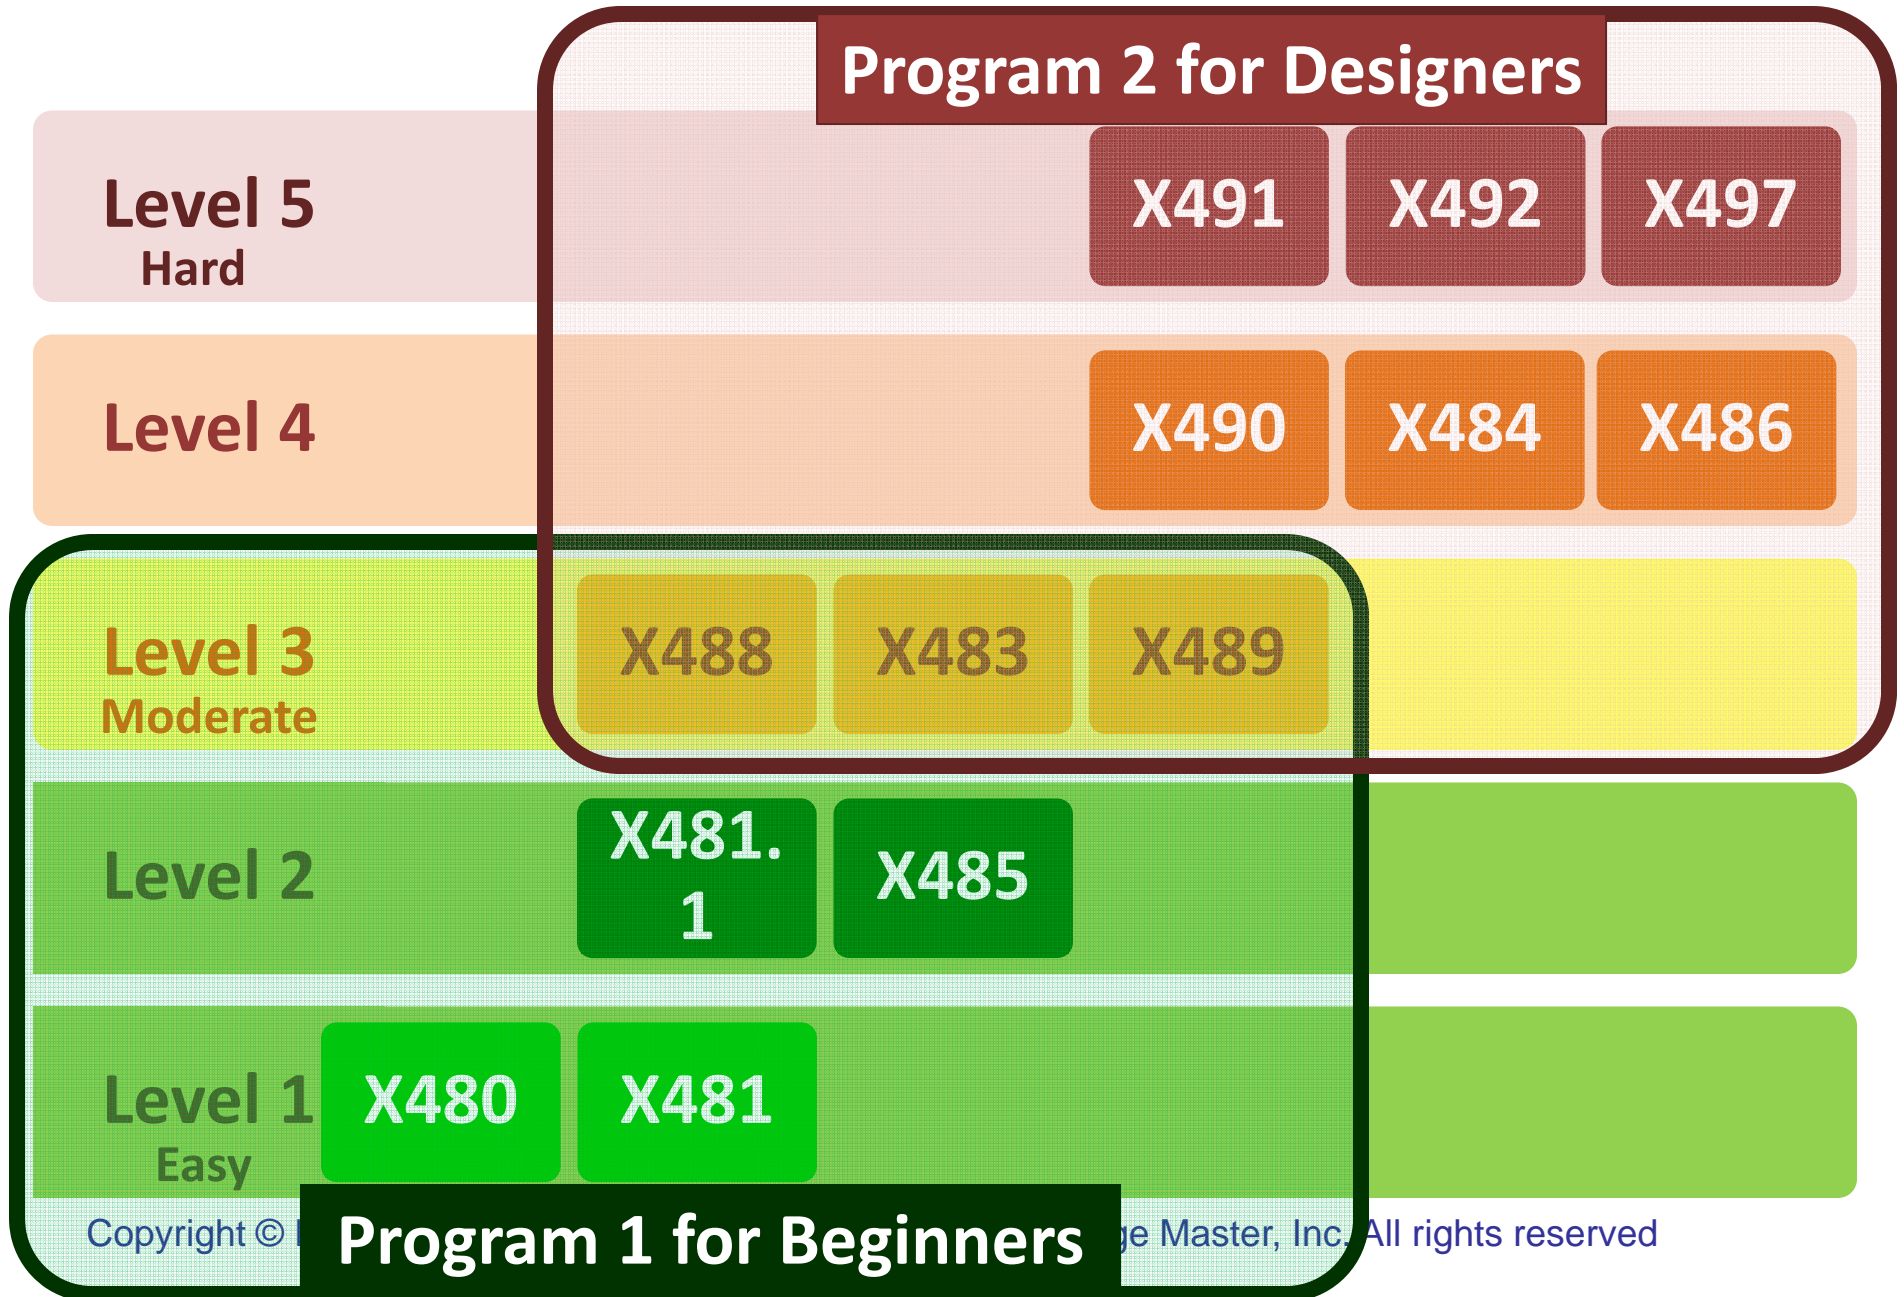 Program 2 for Designers
Level 5
Hard
X491 X492 X497
Level 4
X490 X484 X486
Level 3
Moderate
X488 X483 X489
Level 2
X481.
1
X485
Level 1
Easy
X480 X481
Program 1 for Beginners
Copyright © Master, Inc. All rights reserved